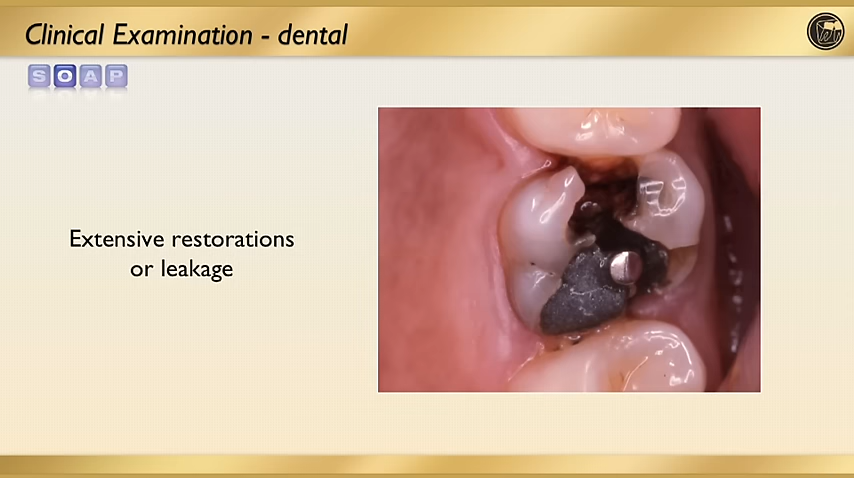 Clinical Examination - dental
SOAP
Extensive restorations
or leakage